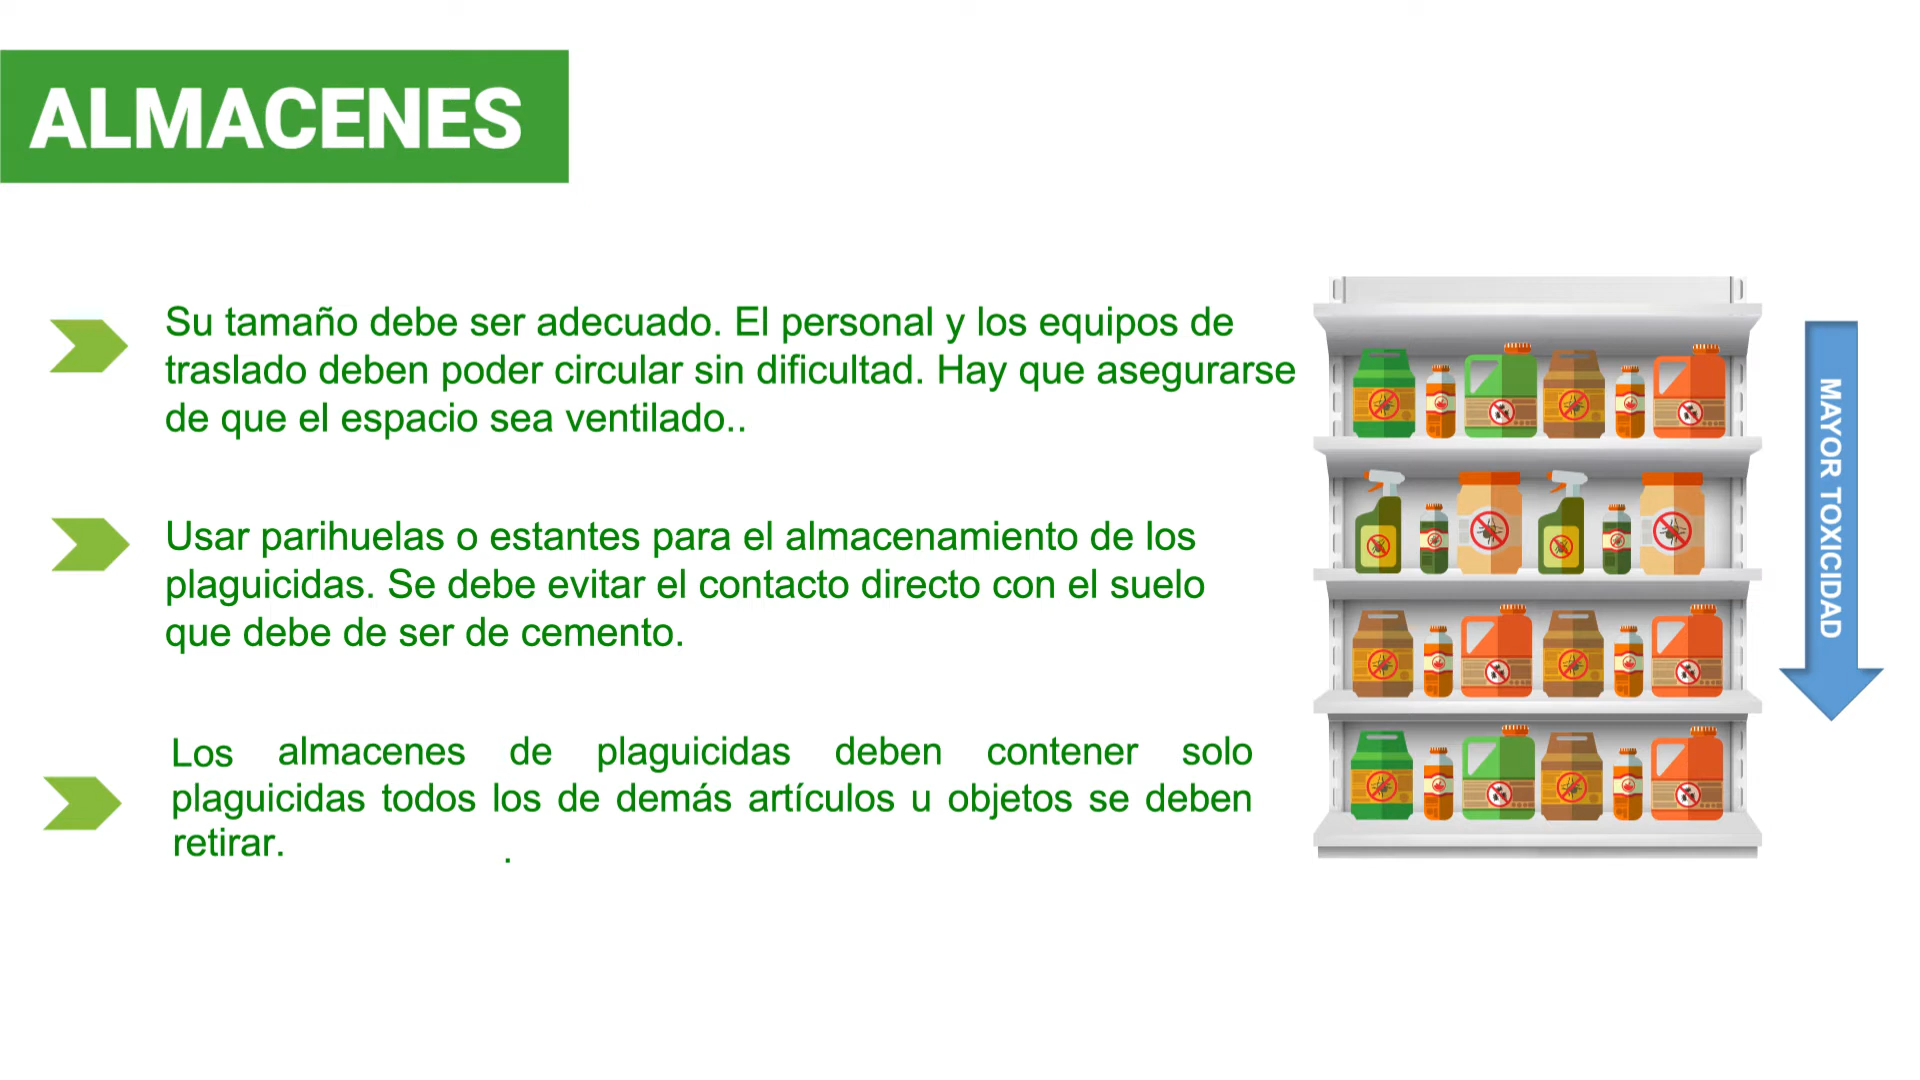 ALMACENES
Su tamaño debe ser adecuado. El personal y los equipos de
traslado deben poder circular sin dificultad. Hay que asegurarse
de que el espacio sea ventilado..
Usar parihuelas o estantes para el almacenamiento de los
plaguicidas. Se debe evitar el contacto directo con el suelo
que debe de ser de cemento.
Los almacenes de plaguicidas deben contener solo
plaguicidas todos los de demás artículos u objetos se deben
retirar.
.
MAYOR TOXICIDAD